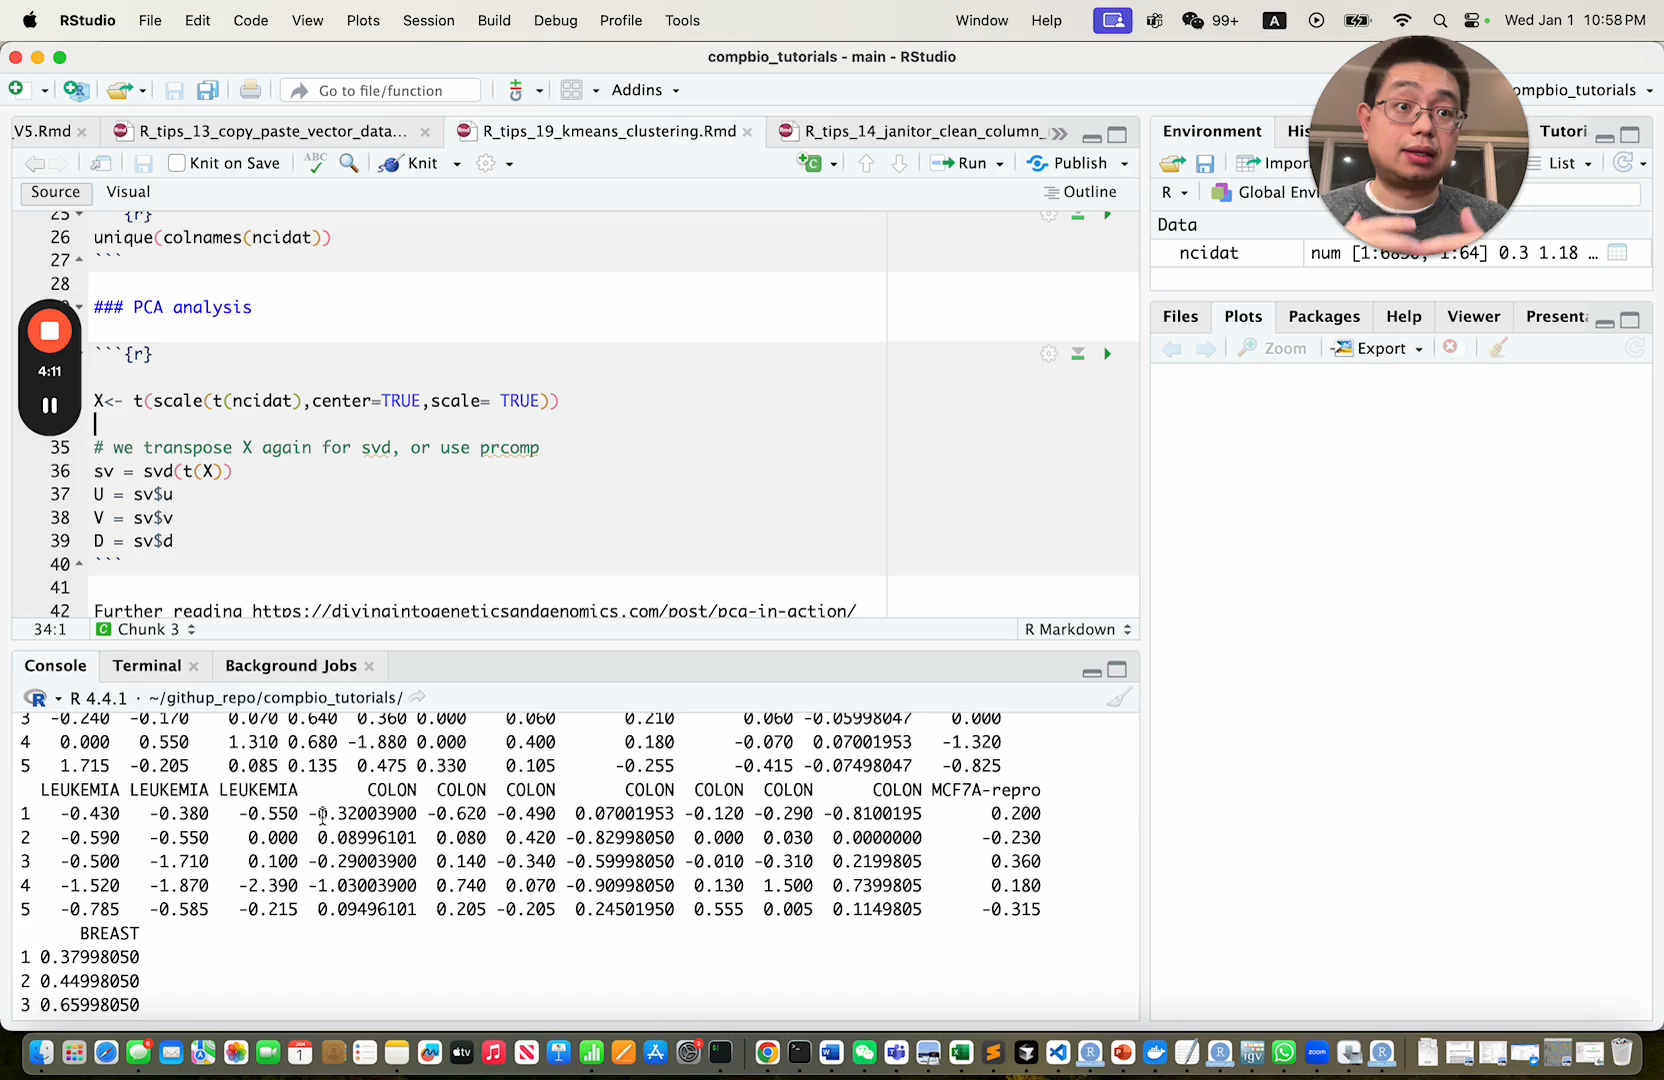 RStudio File Edit Code View Plots Session Build Debug Profile Tools Window Help 99+ A Wed Jan 1 10:58 PM
compbio_tutorials - main - RStudio
Go to file/function Addins ompbio_tutorials
_V5.Rmd R_tips_13_copy_paste_vector_data... R_tips_19_kmeans_clustering.Rmd R_tips_14_janitor_clean_column_
Knit on Save ABC Knit Run Publish
Source Visual Outline
25 ```{r}
26 unique(colnames(ncidat))
27 ```
28
### PCA analysis
```{r}
X<- t(scale(t(ncidat),center=TRUE,scale= TRUE))
35 # we transpose X again for svd, or use prcomp
36 sv = svd(t(X))
37 U = sv$u
38 V = sv$v
39 D = sv$d
40 ```
41
42 Further reading https://divingintogeneticsandgenomics.com/post/pca-in-action/
34:1 Chunk 3 R Markdown
4:11
Console Terminal Background Jobs
R 4.4.1 · ~/githup_repo/compbio_tutorials/
3 -0.240 -0.170 0.070 0.640 0.360 0.000 0.060 0.210 0.060 -0.05998047 0.000
4 0.000 0.550 1.310 0.680 -1.880 0.000 0.400 0.180 -0.070 0.07001953 -1.320
5 1.715 -0.205 0.085 0.135 0.475 0.330 0.105 -0.255 -0.415 -0.07498047 -0.825
LEUKEMIA LEUKEMIA LEUKEMIA COLON COLON COLON COLON COLON COLON COLON MCF7A-repro
1 -0.430 -0.380 -0.550 -0.32003900 -0.620 -0.490 0.07001953 -0.120 -0.290 -0.8100195 0.200
2 -0.590 -0.550 0.000 0.08996101 0.080 0.420 -0.82998050 0.000 0.030 0.0000000 -0.230
3 -0.500 -1.710 0.100 -0.29003900 0.140 -0.340 -0.59998050 -0.010 -0.310 0.2199805 0.360
4 -1.520 -1.870 -2.390 -1.03003900 0.740 0.070 -0.90998050 0.130 1.500 0.7399805 0.180
5 -0.785 -0.585 -0.215 0.09496101 0.205 -0.205 0.24501950 0.555 0.005 0.1149805 -0.315
BREAST
1 0.37998050
2 0.44998050
3 0.65998050
Environment His Tutori
Impor List
R Global Envi
Data
ncidat num [1:6830, 1:64] 0.3 1.18 ...
Files Plots Packages Help Viewer Present
Zoom Export